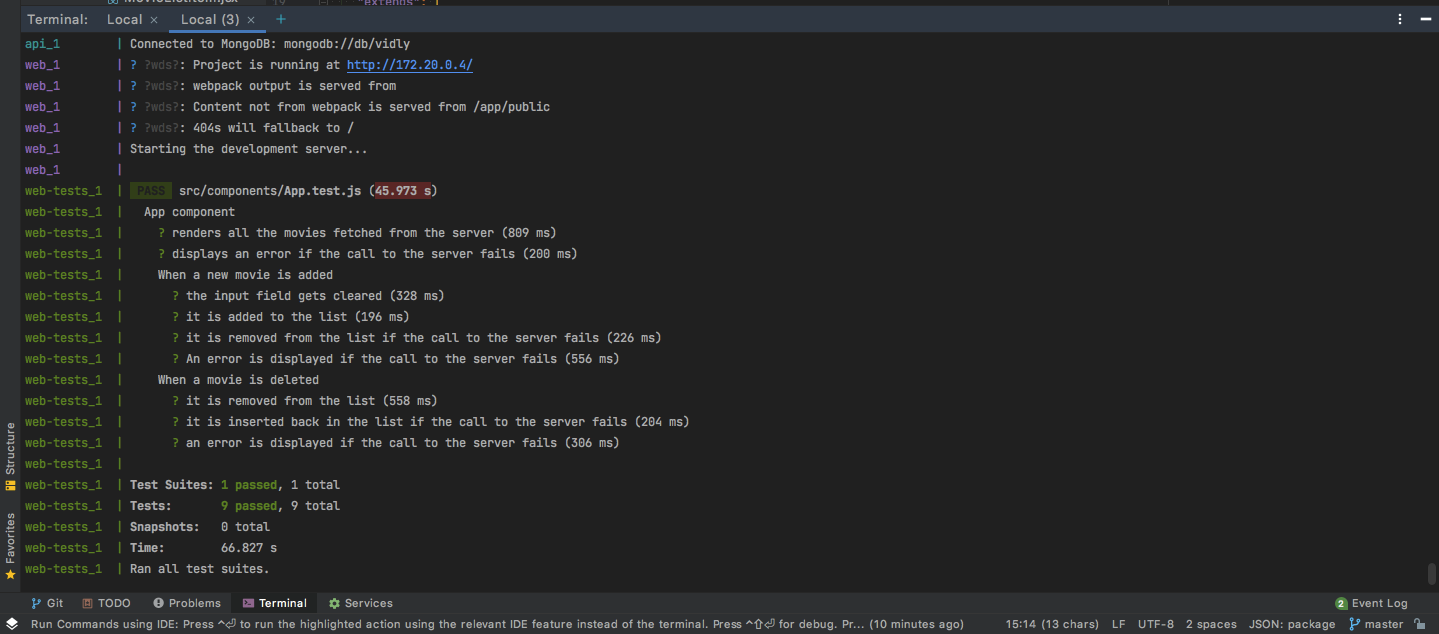 19 "extends": [
Terminal: Local × Local (3) × +
api_1 | Connected to MongoDB: mongodb://db/vidly
web_1 | ? ?wds?: Project is running at http://172.20.0.4/
web_1 | ? ?wds?: webpack output is served from
web_1 | ? ?wds?: Content not from webpack is served from /app/public
web_1 | ? ?wds?: 404s will fallback to /
web_1 | Starting the development server...
web_1 |
web-tests_1 | PASS src/components/App.test.js (45.973 s)
web-tests_1 | App component
web-tests_1 | ? renders all the movies fetched from the server (809 ms)
web-tests_1 | ? displays an error if the call to the server fails (200 ms)
web-tests_1 | When a new movie is added
web-tests_1 | ? the input field gets cleared (328 ms)
web-tests_1 | ? it is added to the list (196 ms)
web-tests_1 | ? it is removed from the list if the call to the server fails (226 ms)
web-tests_1 | ? An error is displayed if the call to the server fails (556 ms)
web-tests_1 | When a movie is deleted
web-tests_1 | ? it is removed from the list (558 ms)
web-tests_1 | ? it is inserted back in the list if the call to the server fails (204 ms)
web-tests_1 | ? an error is displayed if the call to the server fails (306 ms)
web-tests_1 |
web-tests_1 | Test Suites: 1 passed, 1 total
web-tests_1 | Tests: 9 passed, 9 total
web-tests_1 | Snapshots: 0 total
web-tests_1 | Time: 66.827 s
web-tests_1 | Ran all test suites.
Structure
Favorites
Git TODO Problems Terminal Services 2 Event Log
Run Commands using IDE: Press ^⏎ to run the highlighted action using the relevant IDE feature instead of the terminal. Press ^⇧⏎ for debug. Pr... (10 minutes ago) 15:14 (13 chars) LF UTF-8 2 spaces JSON: package master